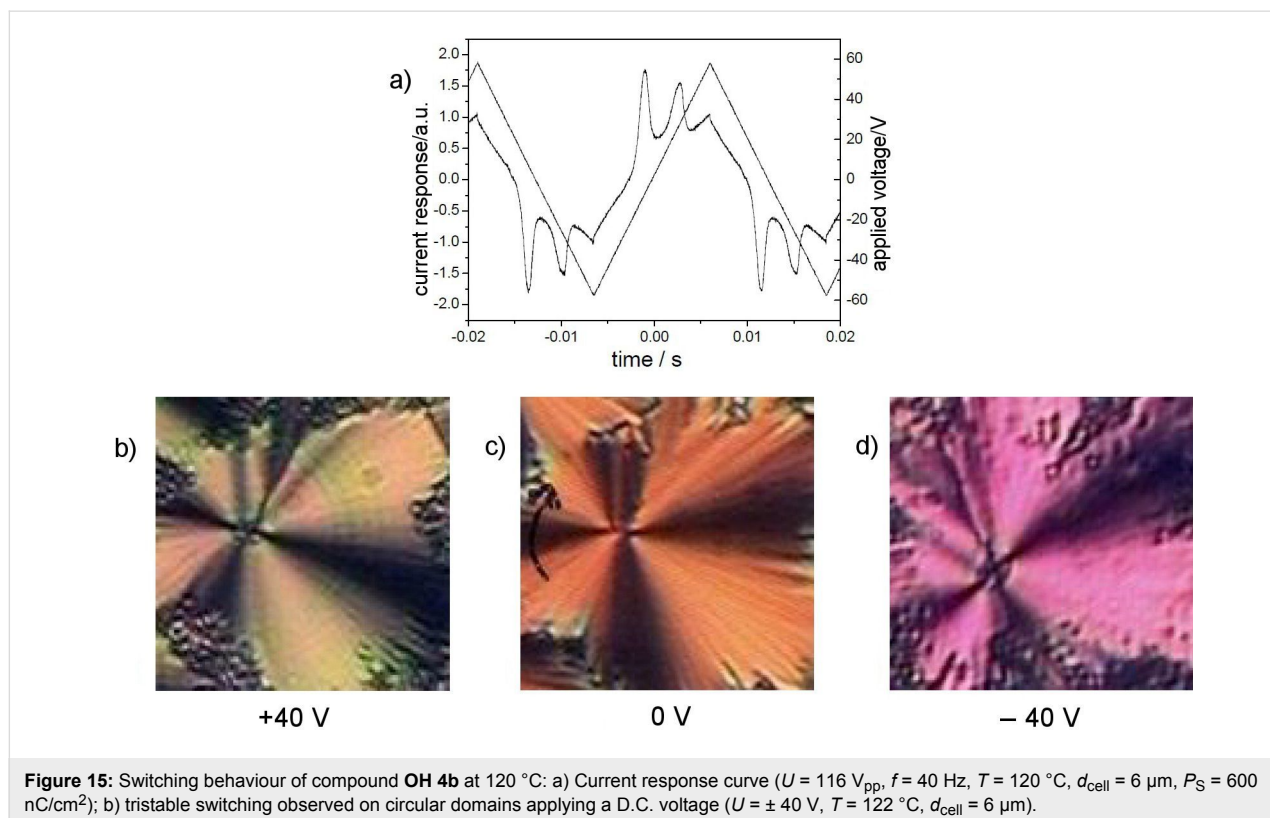 a)
current response/a.u.
2.0
1.5
1.0
0.5
0.0
-0.5
-1.0
-1.5
-2.0
60
40
20
0
-20
-40
-60
applied voltage/V
-0.02
-0.01
0.00
0.01
0.02
time / s
b)
c)
d)
+40 V
0 V
– 40 V
Figure 15: Switching behaviour of compound OH 4b at 120 °C: a) Current response curve (U = 116 Vpp, f = 40 Hz, T = 120 °C, dcell = 6 µm, PS = 600
nC/cm²); b) tristable switching observed on circular domains applying a D.C. voltage (U = ± 40 V, T = 122 °C, dcell = 6 µm).